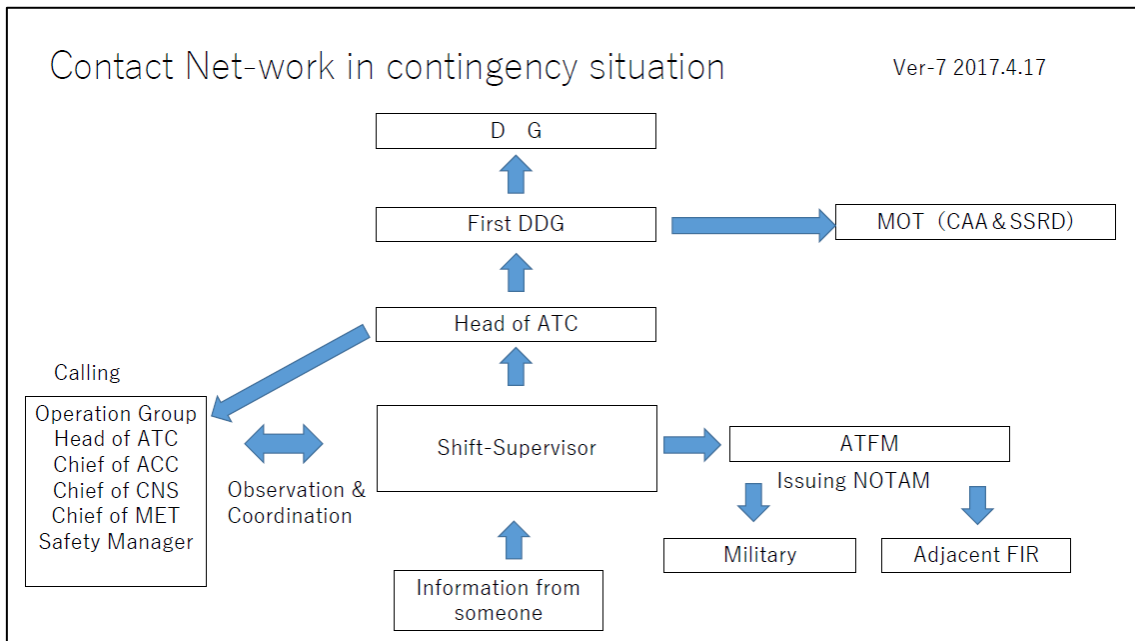 Contact Net-work in contingency situation
Ver-7 2017.4.17
D　G
First DDG
MOT（CAA＆SSRD）
Head of ATC
Calling
Operation Group
Head of ATC
Chief of ACC
Chief of CNS
Chief of MET
Safety Manager
Observation &
Coordination
Shift-Supervisor
ATFM
Issuing NOTAM
Military
Adjacent FIR
Information from
someone